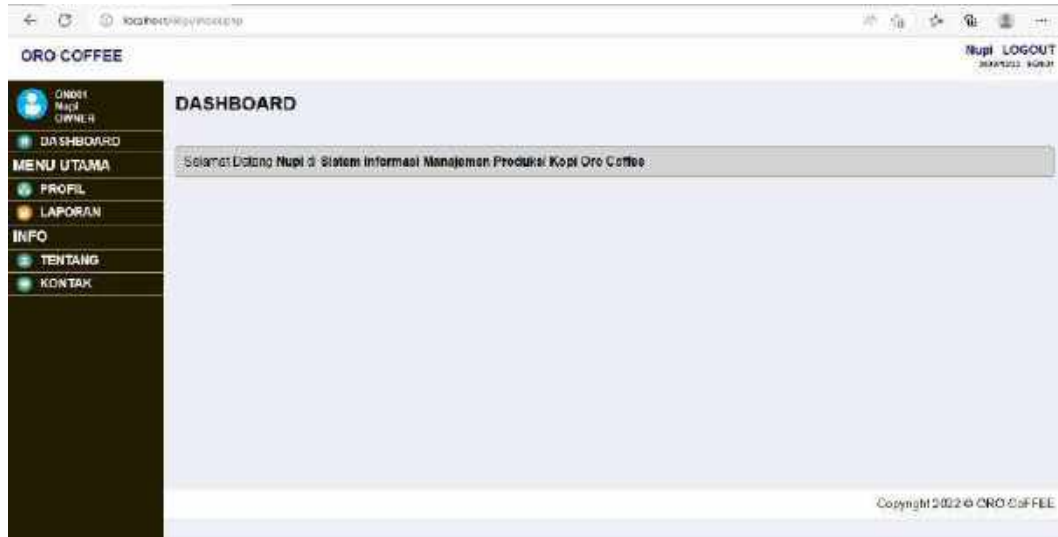 ORO COFFEE
Nupi LOGOUT
ON001
Nupi
OWNER
DASHBOARD
DASHBOARD
Selamat Datang Nupi di Sistem Informasi Manajemen Produksi Kopi Oro Coffee
MENU UTAMA
PROFIL
LAPORAN
INFO
TENTANG
KONTAK
Copyright 2022 © ORO CoFFEE